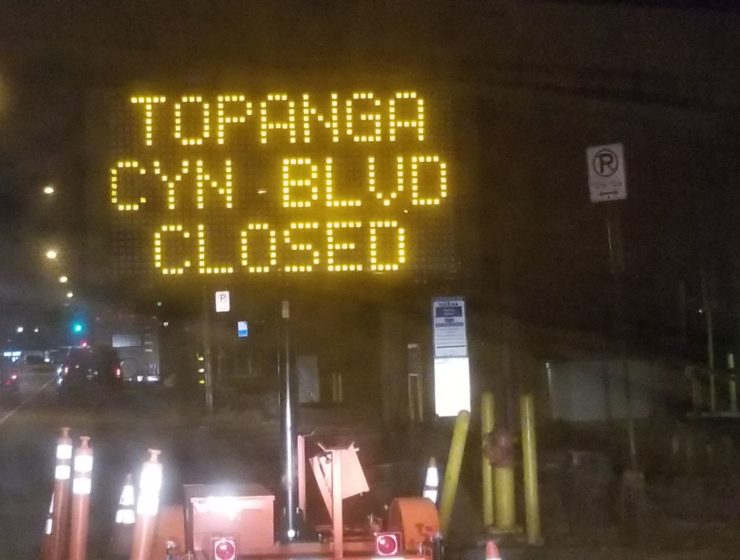 TOPANGA
CYN BLVD
CLOSED
P